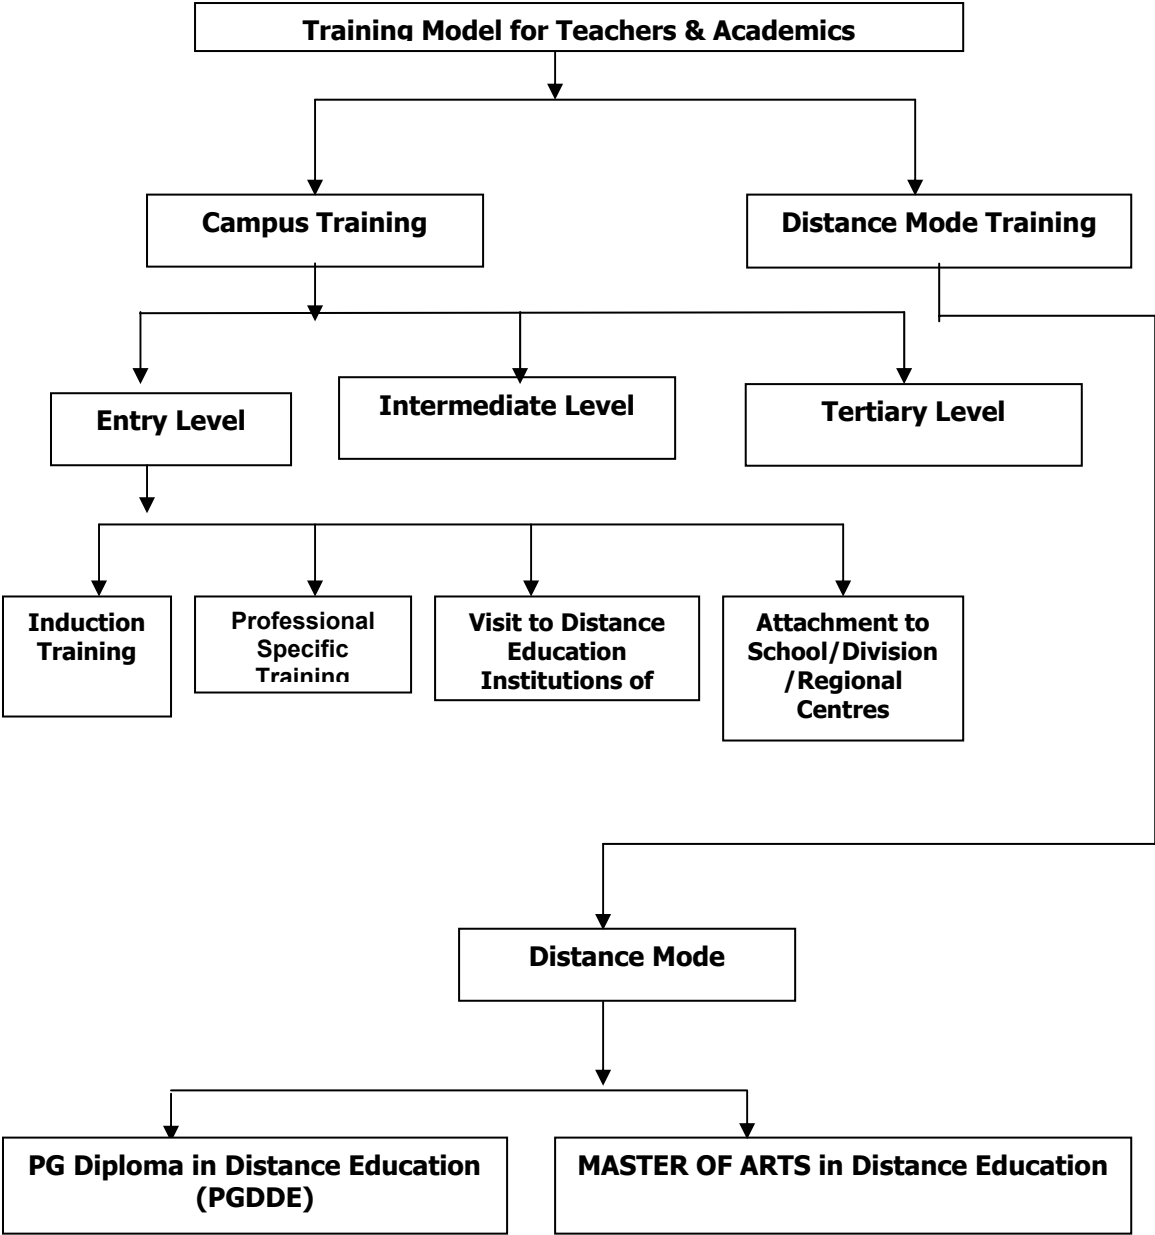 Training Model for Teachers & Academics
Campus Training
Distance Mode Training
Entry Level
Intermediate Level
Tertiary Level
Induction
Training
Professional
Specific
Training
Visit to Distance
Education
Institutions of
Attachment to
School/Division
/Regional
Centres
Distance Mode
PG Diploma in Distance Education
(PGDDE)
MASTER OF ARTS in Distance Education